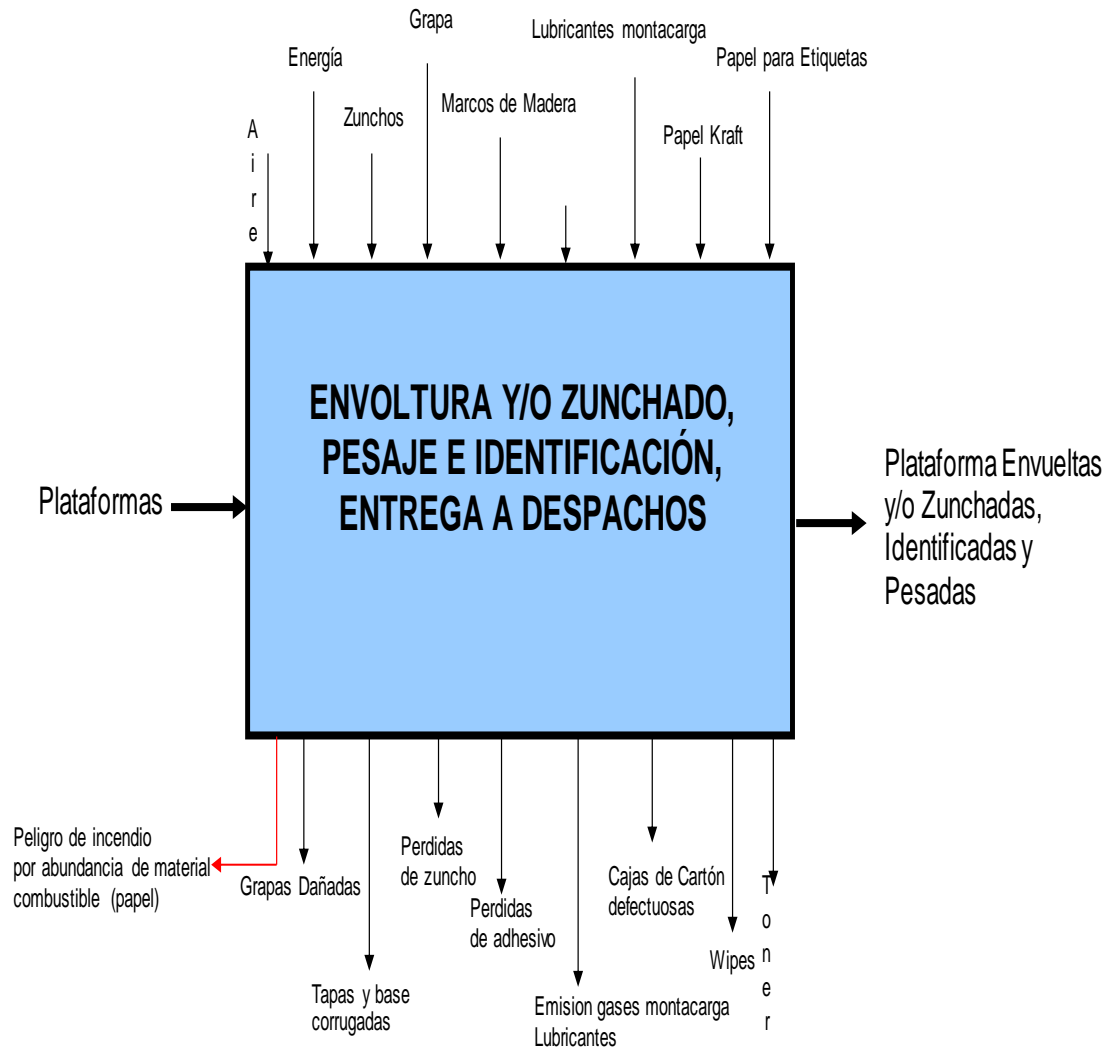 Grapa
Lubricantes montacarga
Energía
Papel para Etiquetas
Marcos de Madera
Zunchos
Papel Kraft
Aire
ENVOLTURA Y/O ZUNCHADO,
PESAJE E IDENTIFICACIÓN,
ENTREGA A DESPACHOS
Plataformas
Plataforma Envueltas
y/o Zunchadas,
Identificadas y
Pesadas
Peligro de incendio
por abundancia de material
combustible (papel)
Grapas Dañadas
Tapas y base
corrugadas
Perdidas
de zuncho
Perdidas
de adhesivo
Emision gases montacarga
Lubricantes
Cajas de Cartón
defectuosas
Wipes
Toner